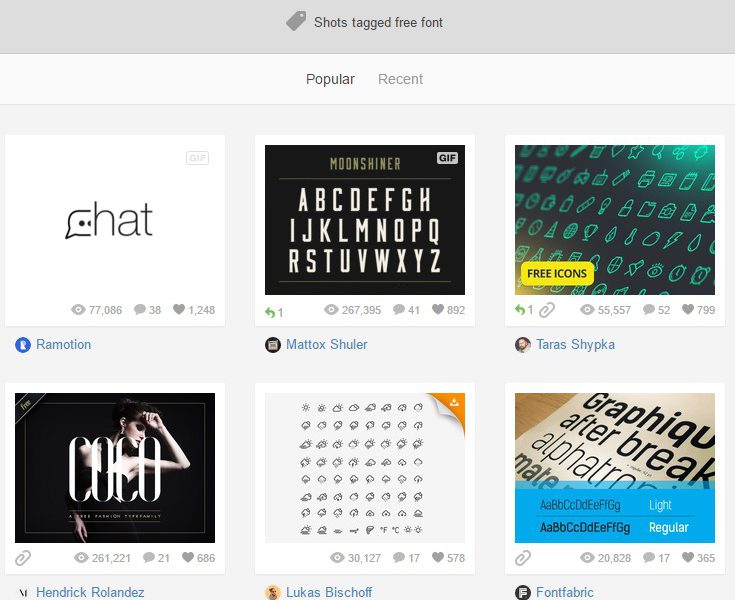 Shots tagged free font
Popular Recent
GIF
chat
77,086 38 1,248
Ramotion
MOONSHINER
GIF
ABCDEFGH
IJKLMNOPQ
RSTUVWXYZ
1 267,395 41 892
Mattox Shuler
FREE ICONS
1 55,557 52 799
Taras Shypka
free
COCO
A FREE FASHION TYPEFAMILY
261,221 21 686
Hendrick Rolandez
°F °C
30,127 17 578
Lukas Bischoff
Graphiqu
after break
alphatro
mate
AaBbCcDdEeFfGg Light
AaBbCcDdEeFfGg Regular
20,828 17 365
Fontfabric